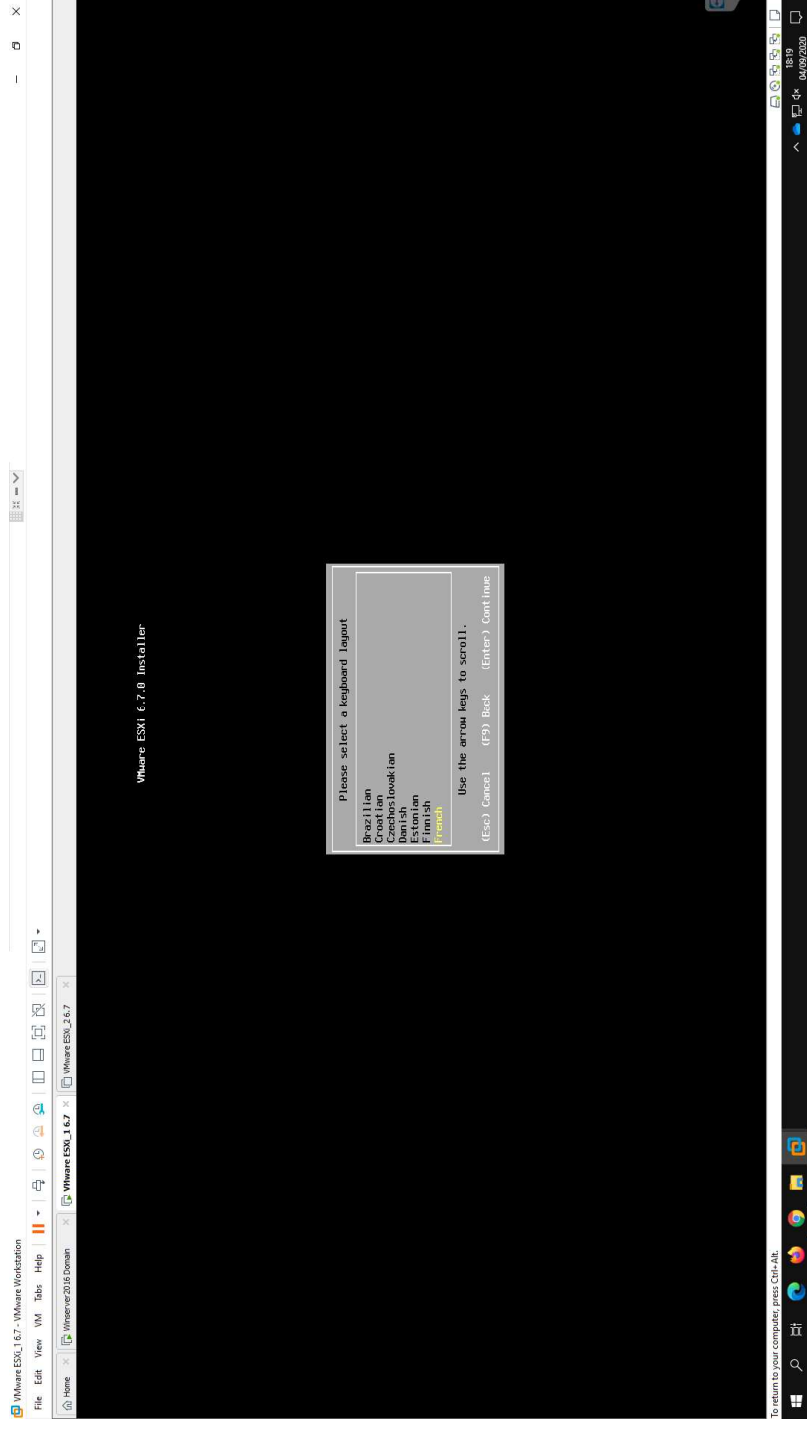 VMware ESXi_1 6.7 - VMware Workstation
File Edit View VM Tabs Help
Home
Winserver2016 Domain
VMware ESXi_1 6.7
VMware ESXi_2 6.7
VMware ESXi 6.7.0 Installer
Please select a keyboard layout
Brazilian
Croatian
Czechoslovakian
Danish
Estonian
Finnish
French
Use the arrow keys to scroll.
(Esc) Cancel (F9) Back (Enter) Continue
To return to your computer, press Ctrl+Alt.
18:19
04/09/2020